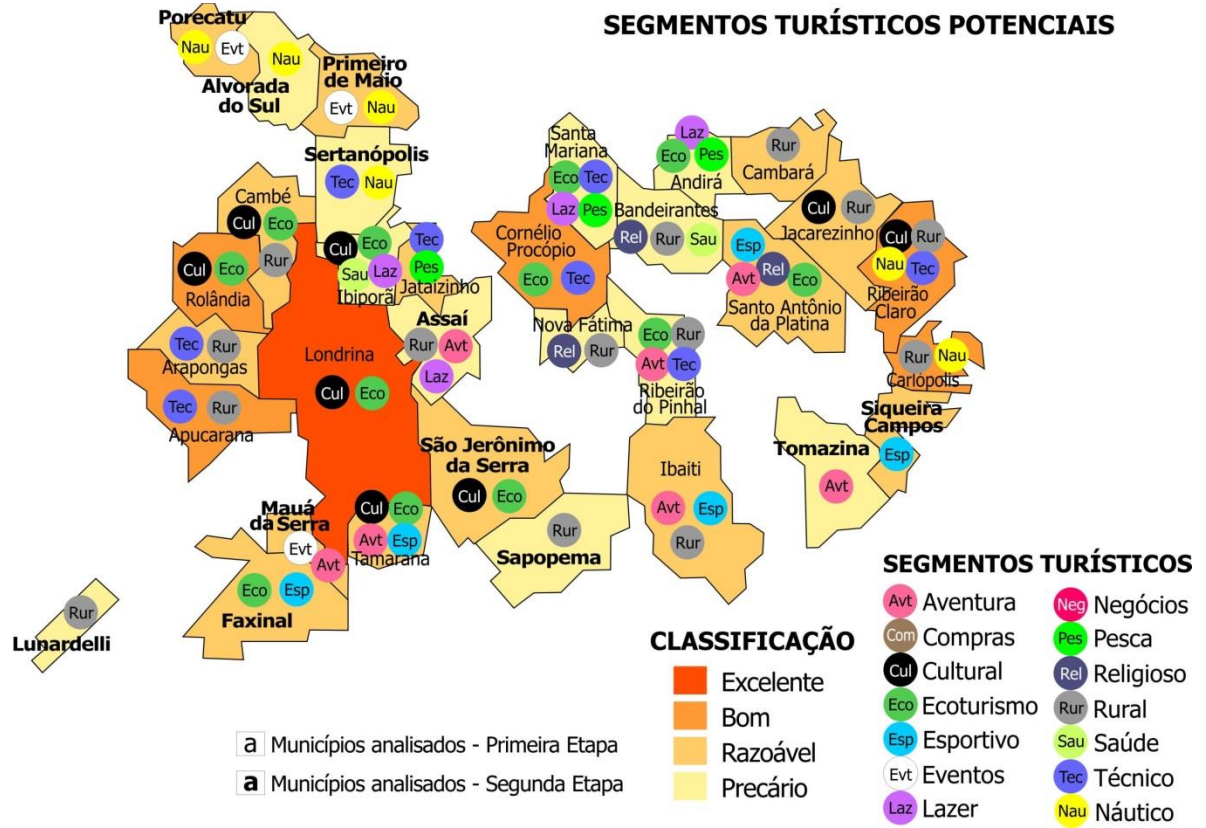 SEGMENTOS TURÍSTICOS POTENCIAIS
Porecatu
Nau
Evt
Nau
Alvorada
do Sul
Primeiro
de Maio
Evt
Nau
Sertanópolis
Tec
Nau
Cambé
Cul
Eco
Rur
Cul
Eco
Rolândia
Cul
Eco
Sau
Laz
Ibiporã
Tec
Pes
Jataizinho
Assaí
Rur
Avt
Laz
Tec
Rur
Arapongas
Tec
Rur
Apucarana
Londrina
Cul
Eco
São Jerônimo
da Serra
Cul
Eco
Mauá
da Serra
Evt
Avt
Cul
Eco
Avt
Esp
Tamarana
Eco
Esp
Faxinal
Rur
Lunardelli
Rur
Sapopema
Santa
Mariana
Eco
Tec
Laz
Pes
Laz
Eco
Pes
Andirá
Rur
Cambará
Bandeirantes
Rel
Rur
Sau
Cornélio
Procópio
Eco
Tec
Cul
Rur
Jacarezinho
Cul
Rur
Nau
Tec
Ribeirão
Claro
Esp
Avt
Rel
Eco
Santo Antônio
da Platina
Nova Fátima
Rel
Rur
Eco
Rur
Avt
Tec
Ribeirão
do Pinhal
Rur
Nau
Carlópolis
Siqueira
Campos
Esp
Tomazina
Avt
Ibaiti
Avt
Esp
Rur
CLASSIFICAÇÃO
Excelente
Bom
Razoável
Precário
a Municípios analisados - Primeira Etapa
a Municípios analisados - Segunda Etapa
SEGMENTOS TURÍSTICOS
Avt Aventura
Com Compras
Cul Cultural
Eco Ecoturismo
Esp Esportivo
Evt Eventos
Laz Lazer
Neg Negócios
Pes Pesca
Rel Religioso
Rur Rural
Sau Saúde
Tec Técnico
Nau Náutico